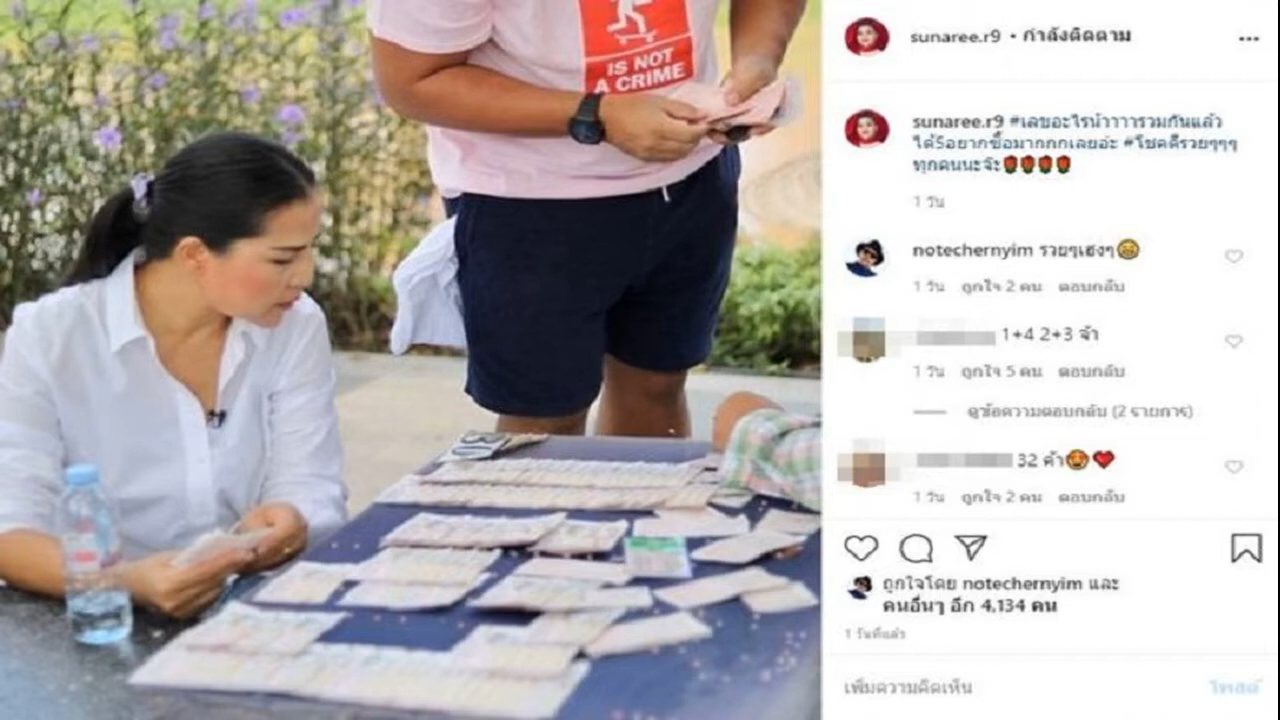 IS NOT
A CRIME
sunaree.r9 • กำลังติดตาม
sunaree.r9 #เลขอะไรน้าาารวมกันแล้ว
ได้5อยากซื้อมากกกเลยอ่ะ #โชคดีรวยๆๆๆ
ทุกคนนะจ๊ะ🌹🌹🌹🌹
1 วัน
notechernyim รวยๆเฮงๆ😁
1 วัน ถูกใจ 2 คน ตอบกลับ
1+4 2+3 จ้า
1 วัน ถูกใจ 5 คน ตอบกลับ
ดูข้อความตอบกลับ (2 รายการ)
32 ค้า😍❤️
1 วัน ถูกใจ 2 คน ตอบกลับ
ถูกใจโดย notechernyim และ
คนอื่นๆ อีก 4,134 คน
1 วันที่แล้ว
เพิ่มความคิดเห็น
โพสต์